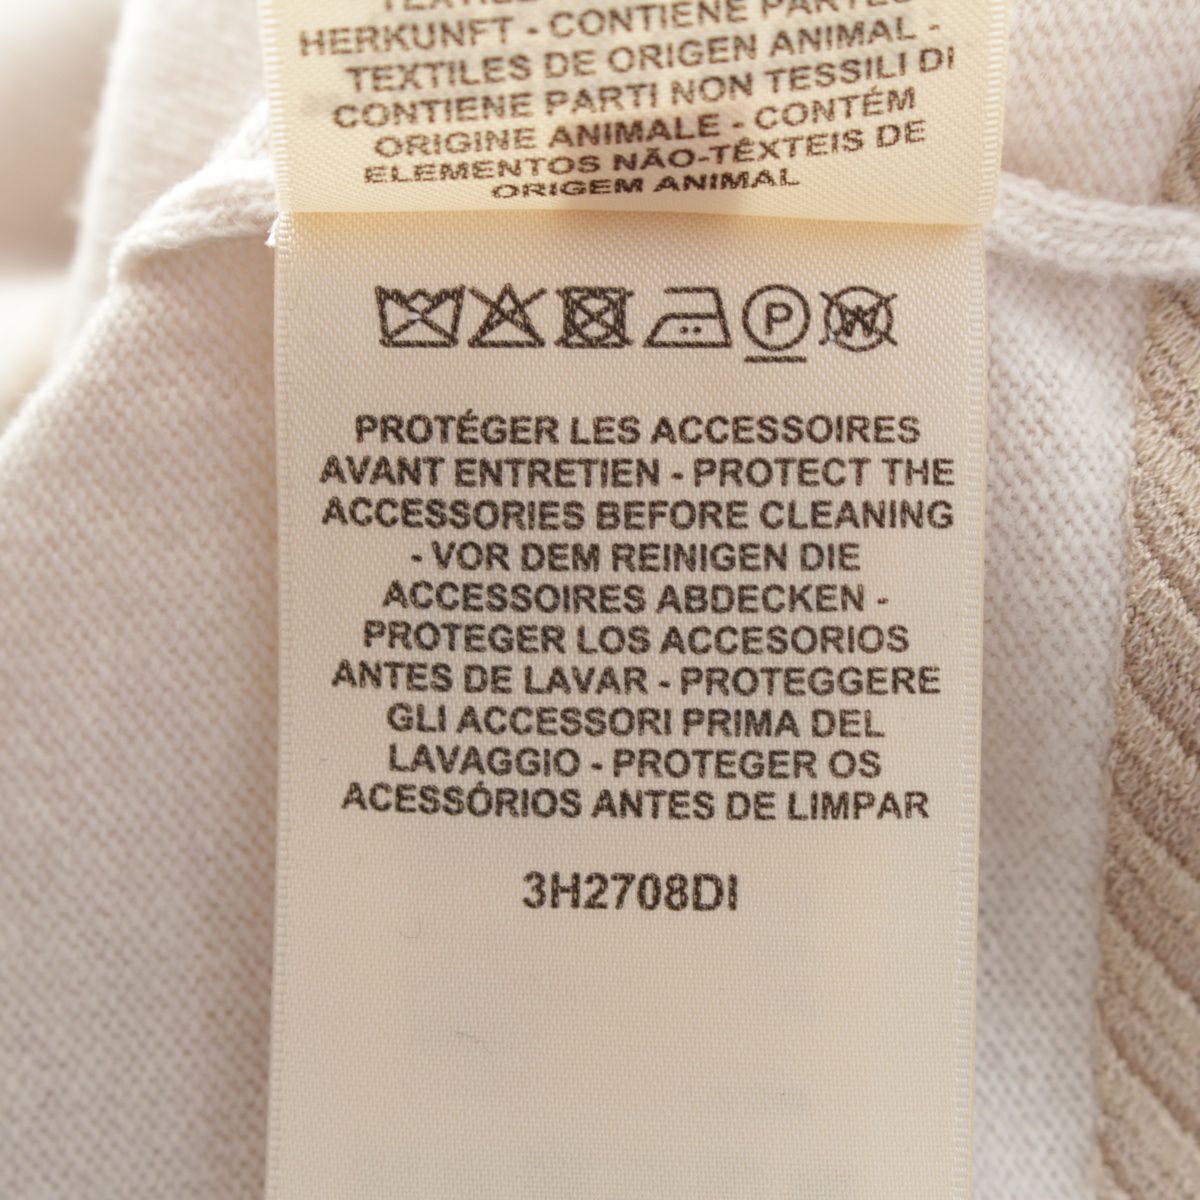 TEXTILES
HERKUNFT - CONTIENE PARTES
TEXTILES DE ORIGEN ANIMAL -
CONTIENE PARTI NON TESSILI DI
ORIGINE ANIMALE - CONTÉM
ELEMENTOS NÃO-TÊXTEIS DE
ORIGEM ANIMAL
P
W
PROTÉGER LES ACCESSOIRES
AVANT ENTRETIEN - PROTECT THE
ACCESSORIES BEFORE CLEANING
- VOR DEM REINIGEN DIE
ACCESSOIRES ABDECKEN -
PROTEGER LOS ACCESORIOS
ANTES DE LAVAR - PROTEGGERE
GLI ACCESSORI PRIMA DEL
LAVAGGIO - PROTEGER OS
ACESSÓRIOS ANTES DE LIMPAR
3H2708DI